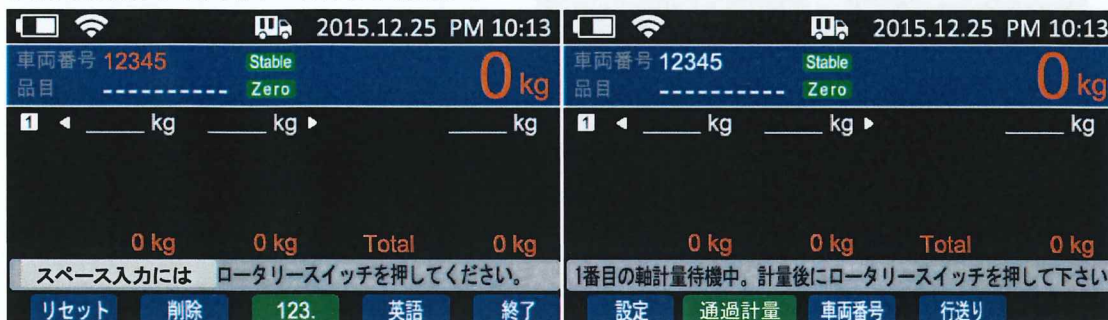 2015.12.25 PM 10:13
車両番号 12345 Stable
品目 ---------- Zero
0 kg
1 ◂ ____ kg ____ kg ▸ ____ kg
0 kg 0 kg Total 0 kg
スペース入力には ロータリースイッチを押してください。
リセット 削除 123. 英語 終了
2015.12.25 PM 10:13
車両番号 12345 Stable
品目 ---------- Zero
0 kg
1 ◂ ____ kg ____ kg ▸ ____ kg
0 kg 0 kg Total 0 kg
1番目の軸計量待機中。計量後にロータリースイッチを押して下さい
設定 通過計量 車両番号 行送り